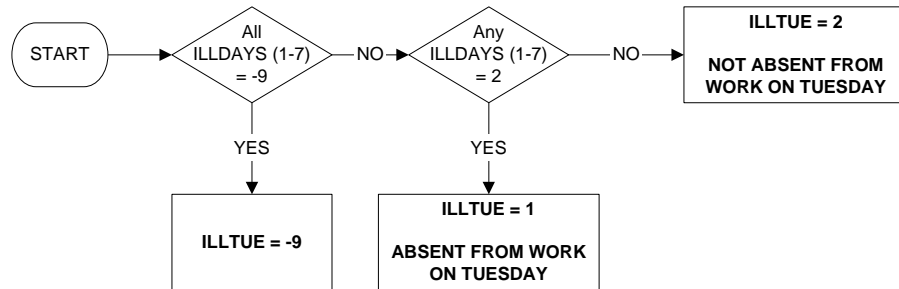 START
All
ILLDAYS (1-7)
= -9
NO
Any
ILLDAYS (1-7)
= 2
NO
ILLTUE = 2
NOT ABSENT FROM
WORK ON TUESDAY
YES
YES
ILLTUE = -9
ILLTUE = 1
ABSENT FROM WORK
ON TUESDAY